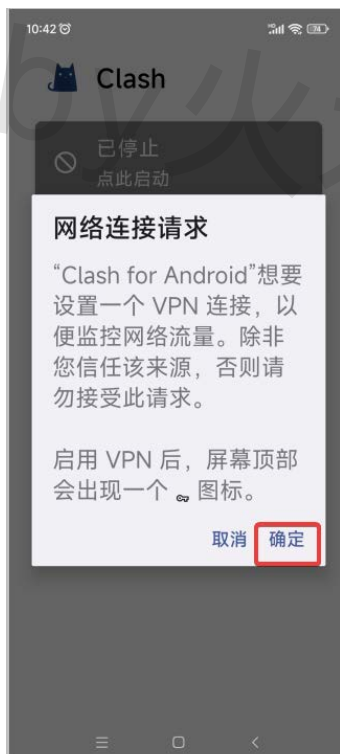 10:42
by火
Clash
已停止
点此启动
网络连接请求
“Clash for Android”想要
设置一个 VPN 连接，以
便监控网络流量。除非
您信任该来源，否则请
勿接受此请求。
启用 VPN 后，屏幕顶部
会出现一个 图标。
取消 确定